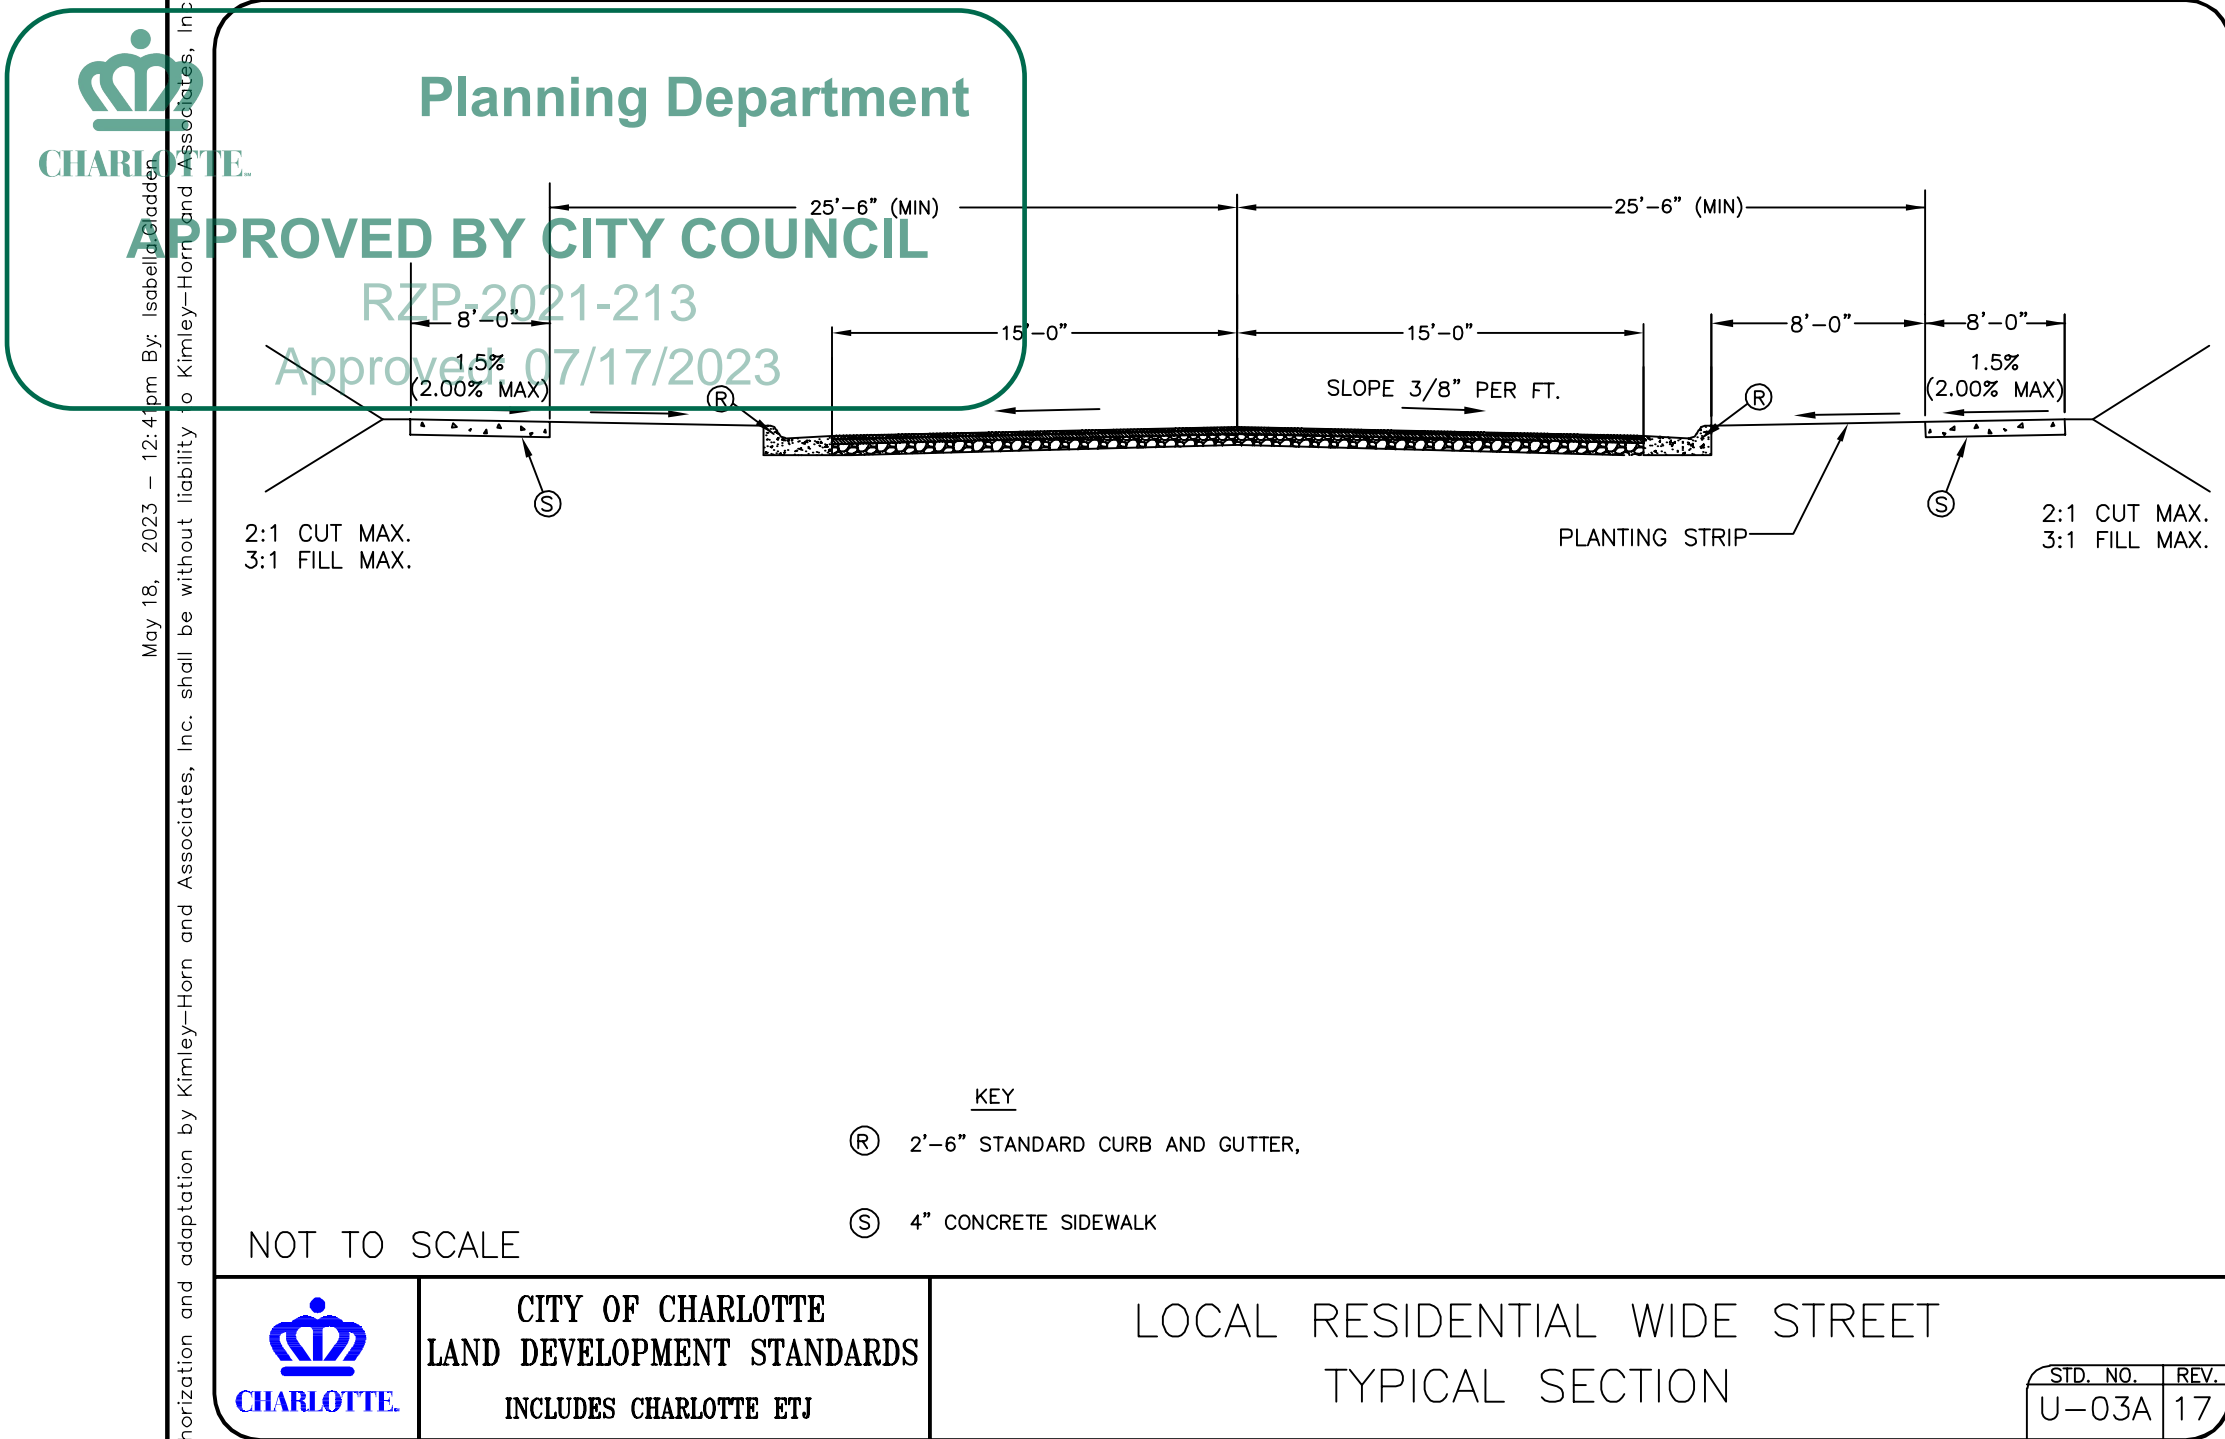 Planning Department
CHARLOTTE
APPROVED BY CITY COUNCIL
RZP-2021-213
Approved: 07/17/2023
May 18, 2023 - 12:41pm By: Isabella Cladden
horization and adaptation by Kimley-Horn and Associates, Inc. shall be without liability to Kimley-Horn and Associates, Inc
25'-6" (MIN)
25'-6" (MIN)
8'-0"
15'-0"
15'-0"
8'-0"
8'-0"
1.5%
(2.00% MAX)
R
SLOPE 3/8" PER FT.
R
1.5%
(2.00% MAX)
S
S
2:1 CUT MAX.
3:1 FILL MAX.
PLANTING STRIP
2:1 CUT MAX.
3:1 FILL MAX.
KEY
R 2'-6" STANDARD CURB AND GUTTER,
S 4" CONCRETE SIDEWALK
NOT TO SCALE
CHARLOTTE
CITY OF CHARLOTTE
LAND DEVELOPMENT STANDARDS
INCLUDES CHARLOTTE ETJ
LOCAL RESIDENTIAL WIDE STREET
TYPICAL SECTION
STD. NO. REV.
U-03A 17